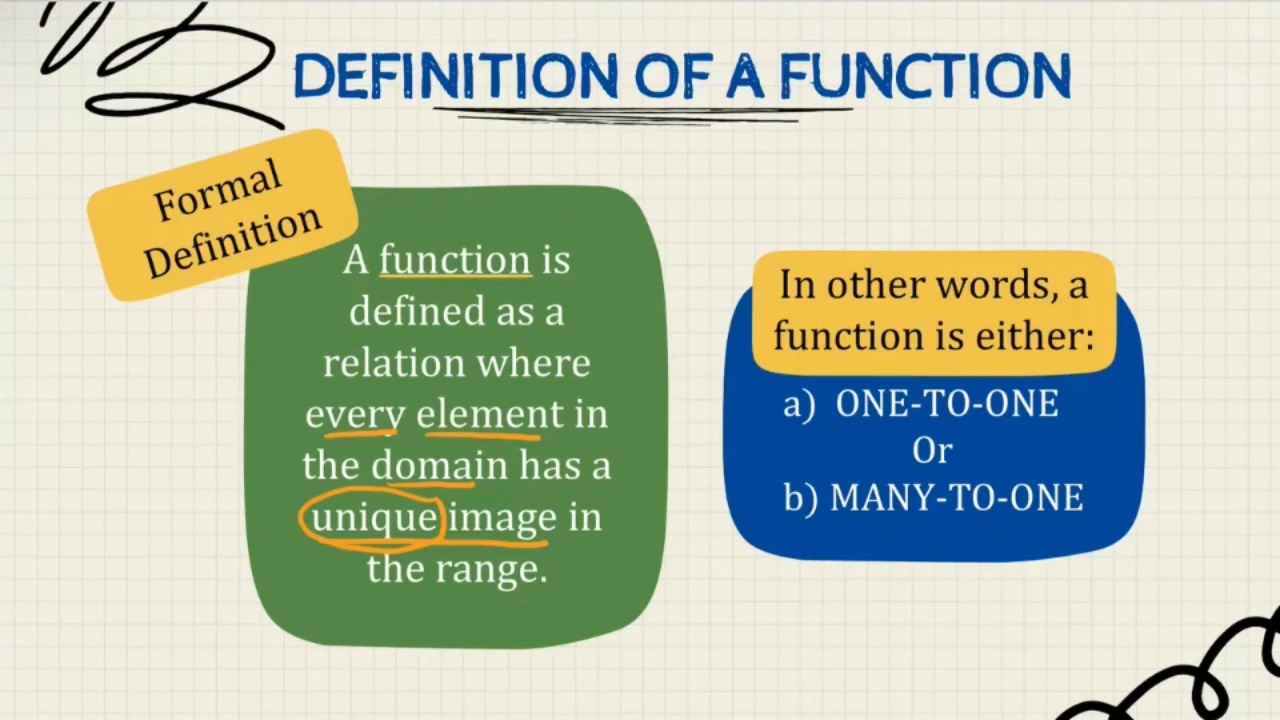 DEFINITION OF A FUNCTION
Formal
Definition
A function is
defined as a
relation where
every element in
the domain has a
unique image in
the range.
In other words, a
function is either:
a) ONE-TO-ONE
Or
b) MANY-TO-ONE